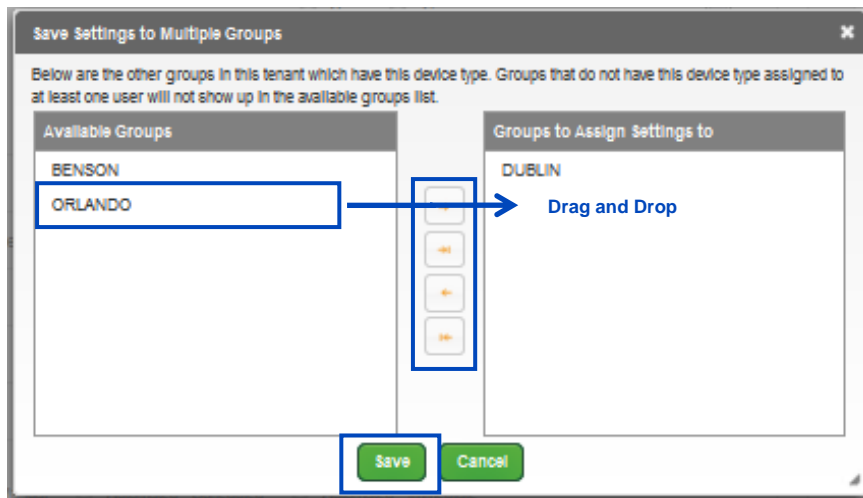 Save Settings to Multiple Groups
Below are the other groups in this tenant which have this device type. Groups that do not have this device type assigned to
at least one user will not show up in the available groups list.
Available Groups
Groups to Assign Settings to
BENSON
DUBLIN
ORLANDO
Drag and Drop
Save
Cancel